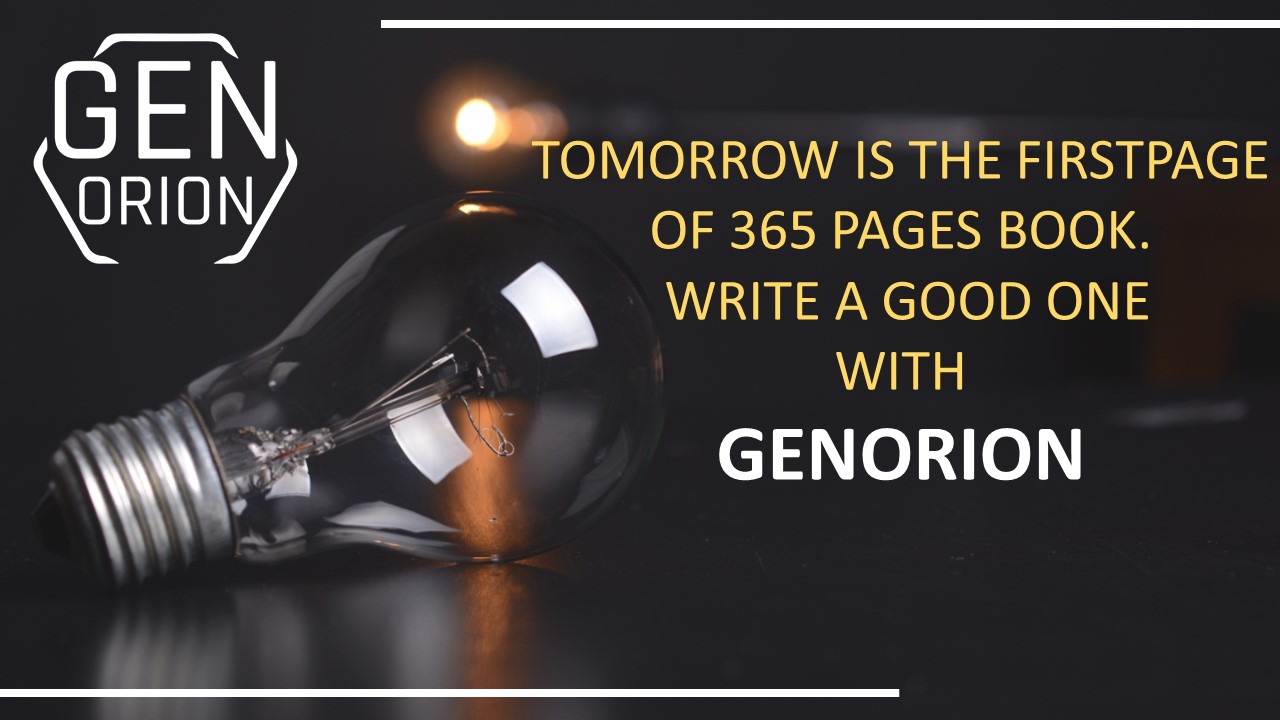 GEN
ORION
TOMORROW IS THE FIRSTPAGE
OF 365 PAGES BOOK.
WRITE A GOOD ONE
WITH
GENORION